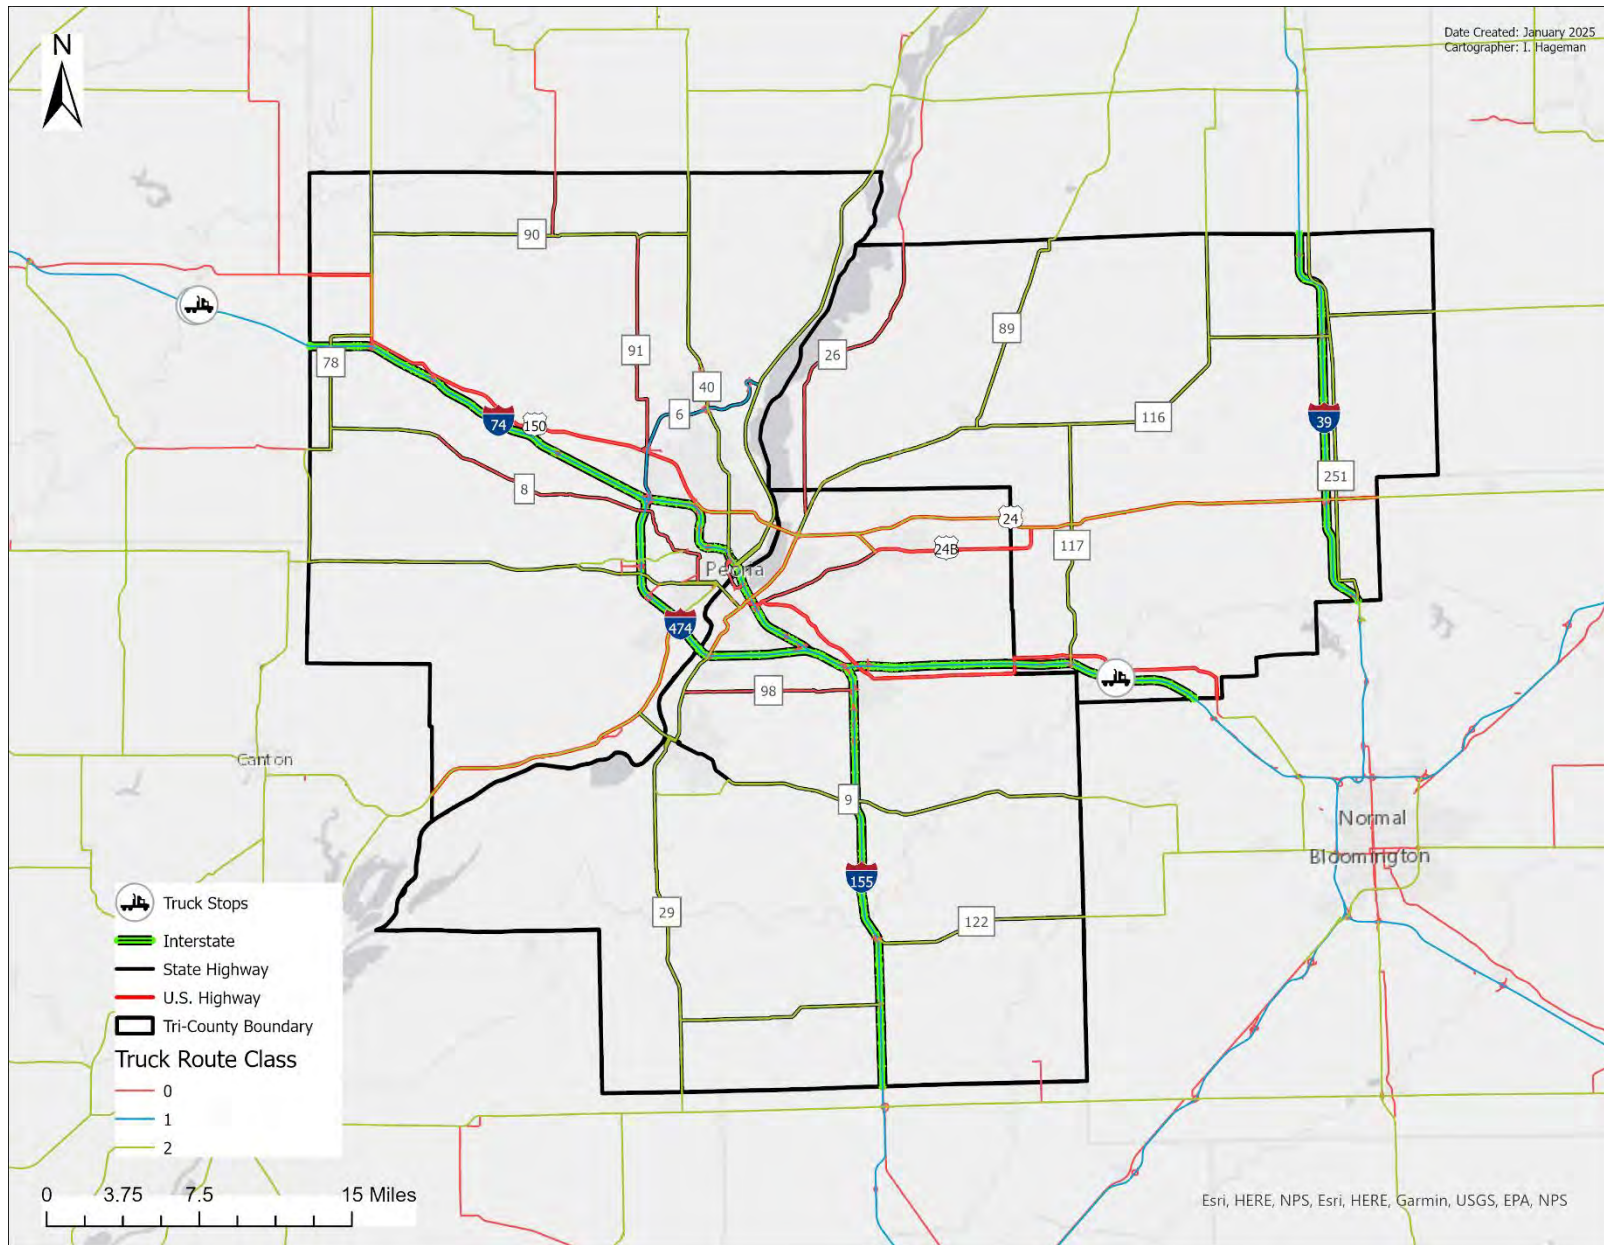 N
Date Created: January 2025
Cartographer: I. Hageman
90
78
91
26
89
40
6
74
150
116
39
8
251
24
24B
117
Peoria
474
98
Canton
9
Normal
Bloomington
155
29
122
Truck Stops
Interstate
State Highway
U.S. Highway
Tri-County Boundary
Truck Route Class
0
1
2
0 3.75 7.5 15 Miles
Esri, HERE, NPS, Esri, HERE, Garmin, USGS, EPA, NPS